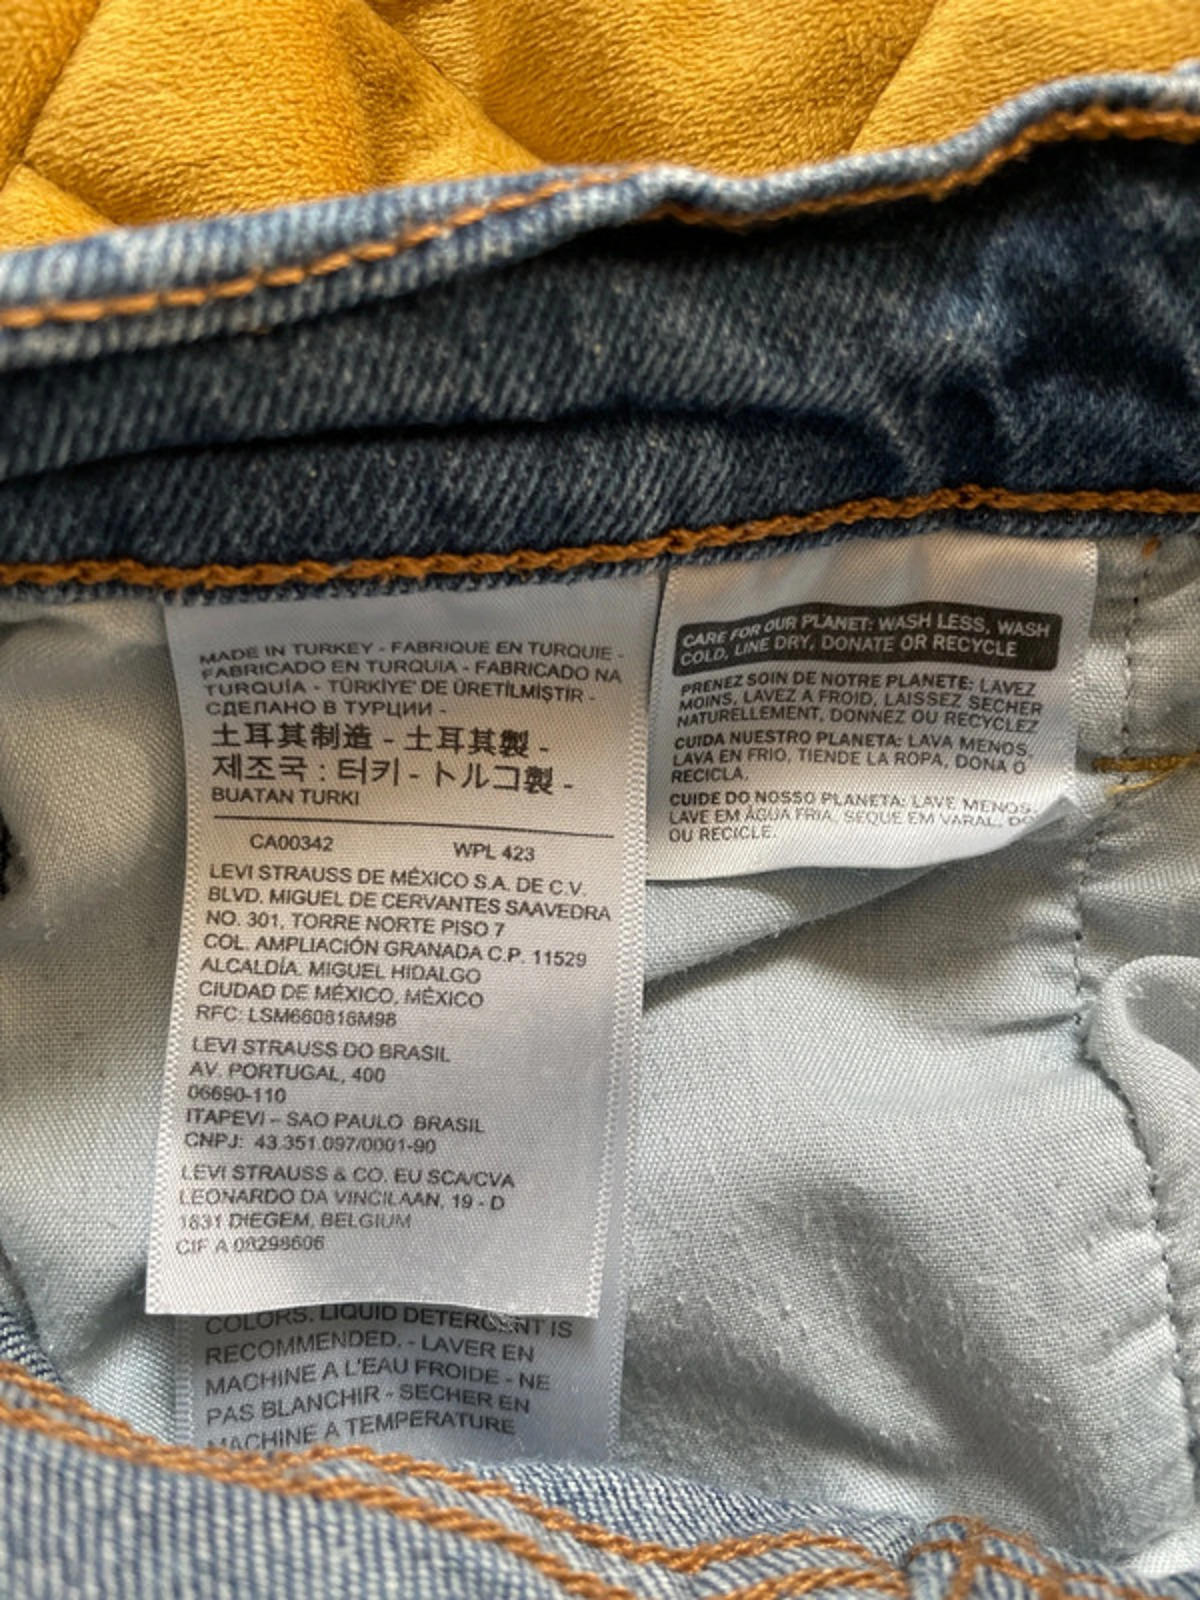 MADE IN TURKEY - FABRIQUE EN TURQUIE -
FABRICADO EN TURQUIA - FABRICADO NA
TURQUÍA - TÜRKİYE' DE ÜRETİLMİŞTİR -
СДЕЛАНО В ТУРЦИИ -
土耳其制造 - 土耳其製 -
제조국 : 터키 - トルコ製 -
BUATAN TURKI
CA00342 WPL 423
LEVI STRAUSS DE MÉXICO S.A. DE C.V.
BLVD. MIGUEL DE CERVANTES SAAVEDRA
NO. 301, TORRE NORTE PISO 7
COL. AMPLIACIÓN GRANADA C.P. 11529
ALCALDÍA. MIGUEL HIDALGO
CIUDAD DE MÉXICO, MÉXICO
RFC: LSM660816M98
LEVI STRAUSS DO BRASIL
AV. PORTUGAL, 400
06690-110
ITAPEVI – SAO PAULO BRASIL
CNPJ: 43.351.097/0001-90
LEVI STRAUSS & CO. EU SCA/CVA
LEONARDO DA VINCILAAN, 19 - D
1831 DIEGEM, BELGIUM
CIF A 08298606
COLORS. LIQUID DETERGENT IS
RECOMMENDED. - LAVER EN
MACHINE A L'EAU FROIDE - NE
PAS BLANCHIR - SECHER EN
MACHINE A TEMPERATURE
CARE FOR OUR PLANET: WASH LESS, WASH
COLD, LINE DRY, DONATE OR RECYCLE
PRENEZ SOIN DE NOTRE PLANETE: LAVEZ
MOINS, LAVEZ A FROID, LAISSEZ SECHER
NATURELLEMENT, DONNEZ OU RECYCLEZ
CUIDA NUESTRO PLANETA: LAVA MENOS,
LAVA EN FRIO, TIENDE LA ROPA, DONA O
RECICLA.
CUIDE DO NOSSO PLANETA: LAVE MENOS,
LAVE EM ÁGUA FRIA, SEQUE EM VARAL,
OU RECICLE.